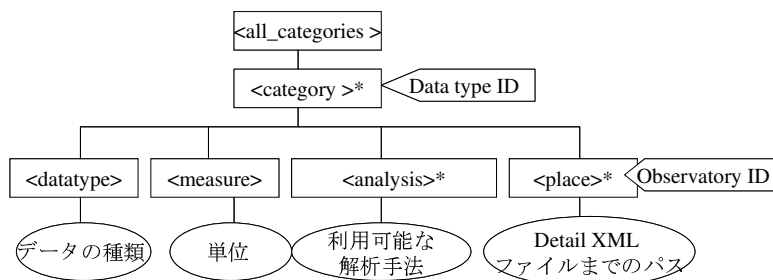 <all_categories >
<category >*
Data type ID
<datatype>
<measure>
<analysis>*
<place>*
Observatory ID
データの種類
単位
利用可能な
解析手法
Detail XML
ファイルまでのパス